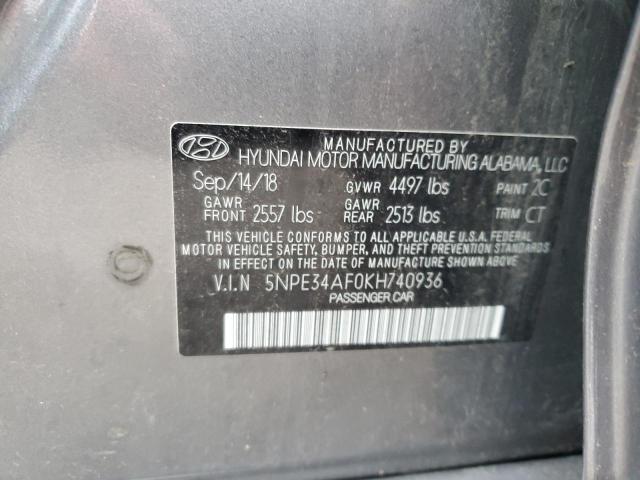 MANUFACTURED BY
HYUNDAI MOTOR MANUFACTURING ALABAMA, LLC
Sep/14/18 GVWR 4497 lbs PAINT 2C
GAWR FRONT 2557 lbs GAWR REAR 2513 lbs TRIM CT
THIS VEHICLE CONFORMS TO ALL APPLICABLE U.S.A. FEDERAL
MOTOR VEHICLE SAFETY, BUMPER, AND THEFT PREVENTION STANDARDS
IN EFFECT ON THE DATE OF MANUFACTURE SHOWN ABOVE.
V.I.N 5NPE34AF0KH740936
PASSENGER CAR